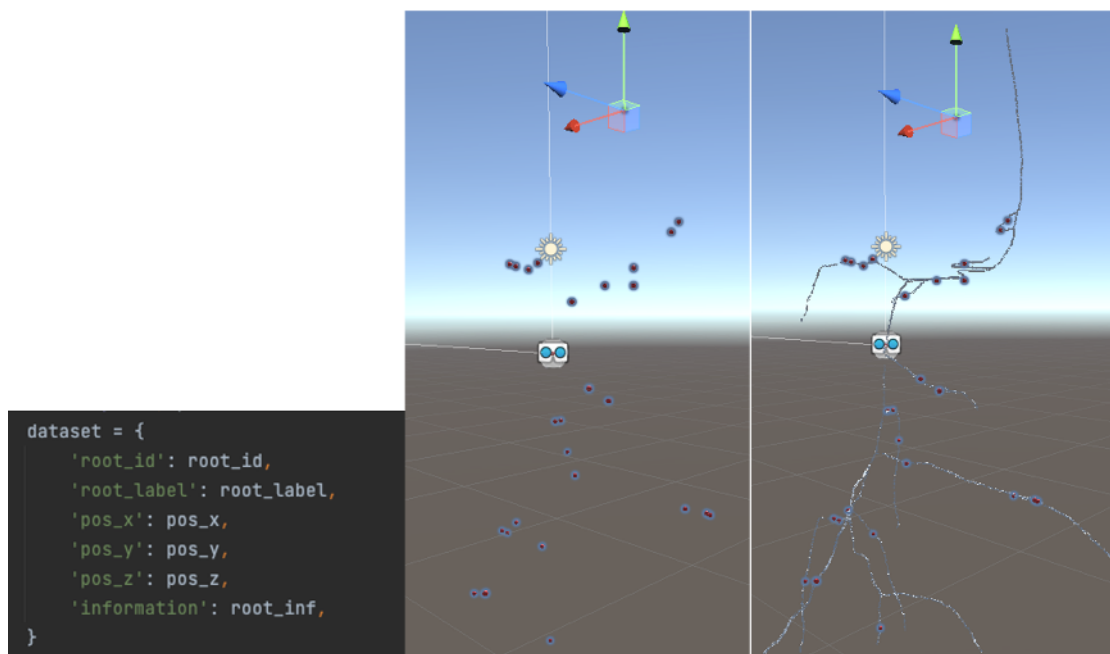 dataset = {
'root_id': root_id,
'root_label': root_label,
'pos_x': pos_x,
'pos_y': pos_y,
'pos_z': pos_z,
'information': root_inf,
}